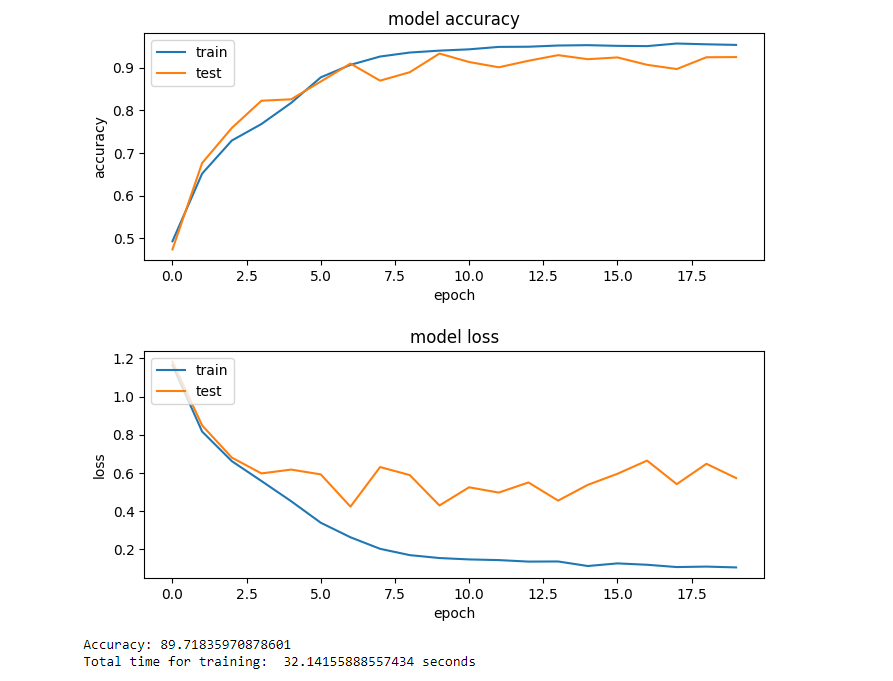 model accuracy
train
test
0.9
0.8
0.7
0.6
0.5
accuracy
0.0 2.5 5.0 7.5 10.0 12.5 15.0 17.5
epoch
model loss
train
test
1.2
1.0
0.8
0.6
0.4
0.2
loss
0.0 2.5 5.0 7.5 10.0 12.5 15.0 17.5
epoch
Accuracy: 89.71835970878601
Total time for training:  32.14155888557434 seconds